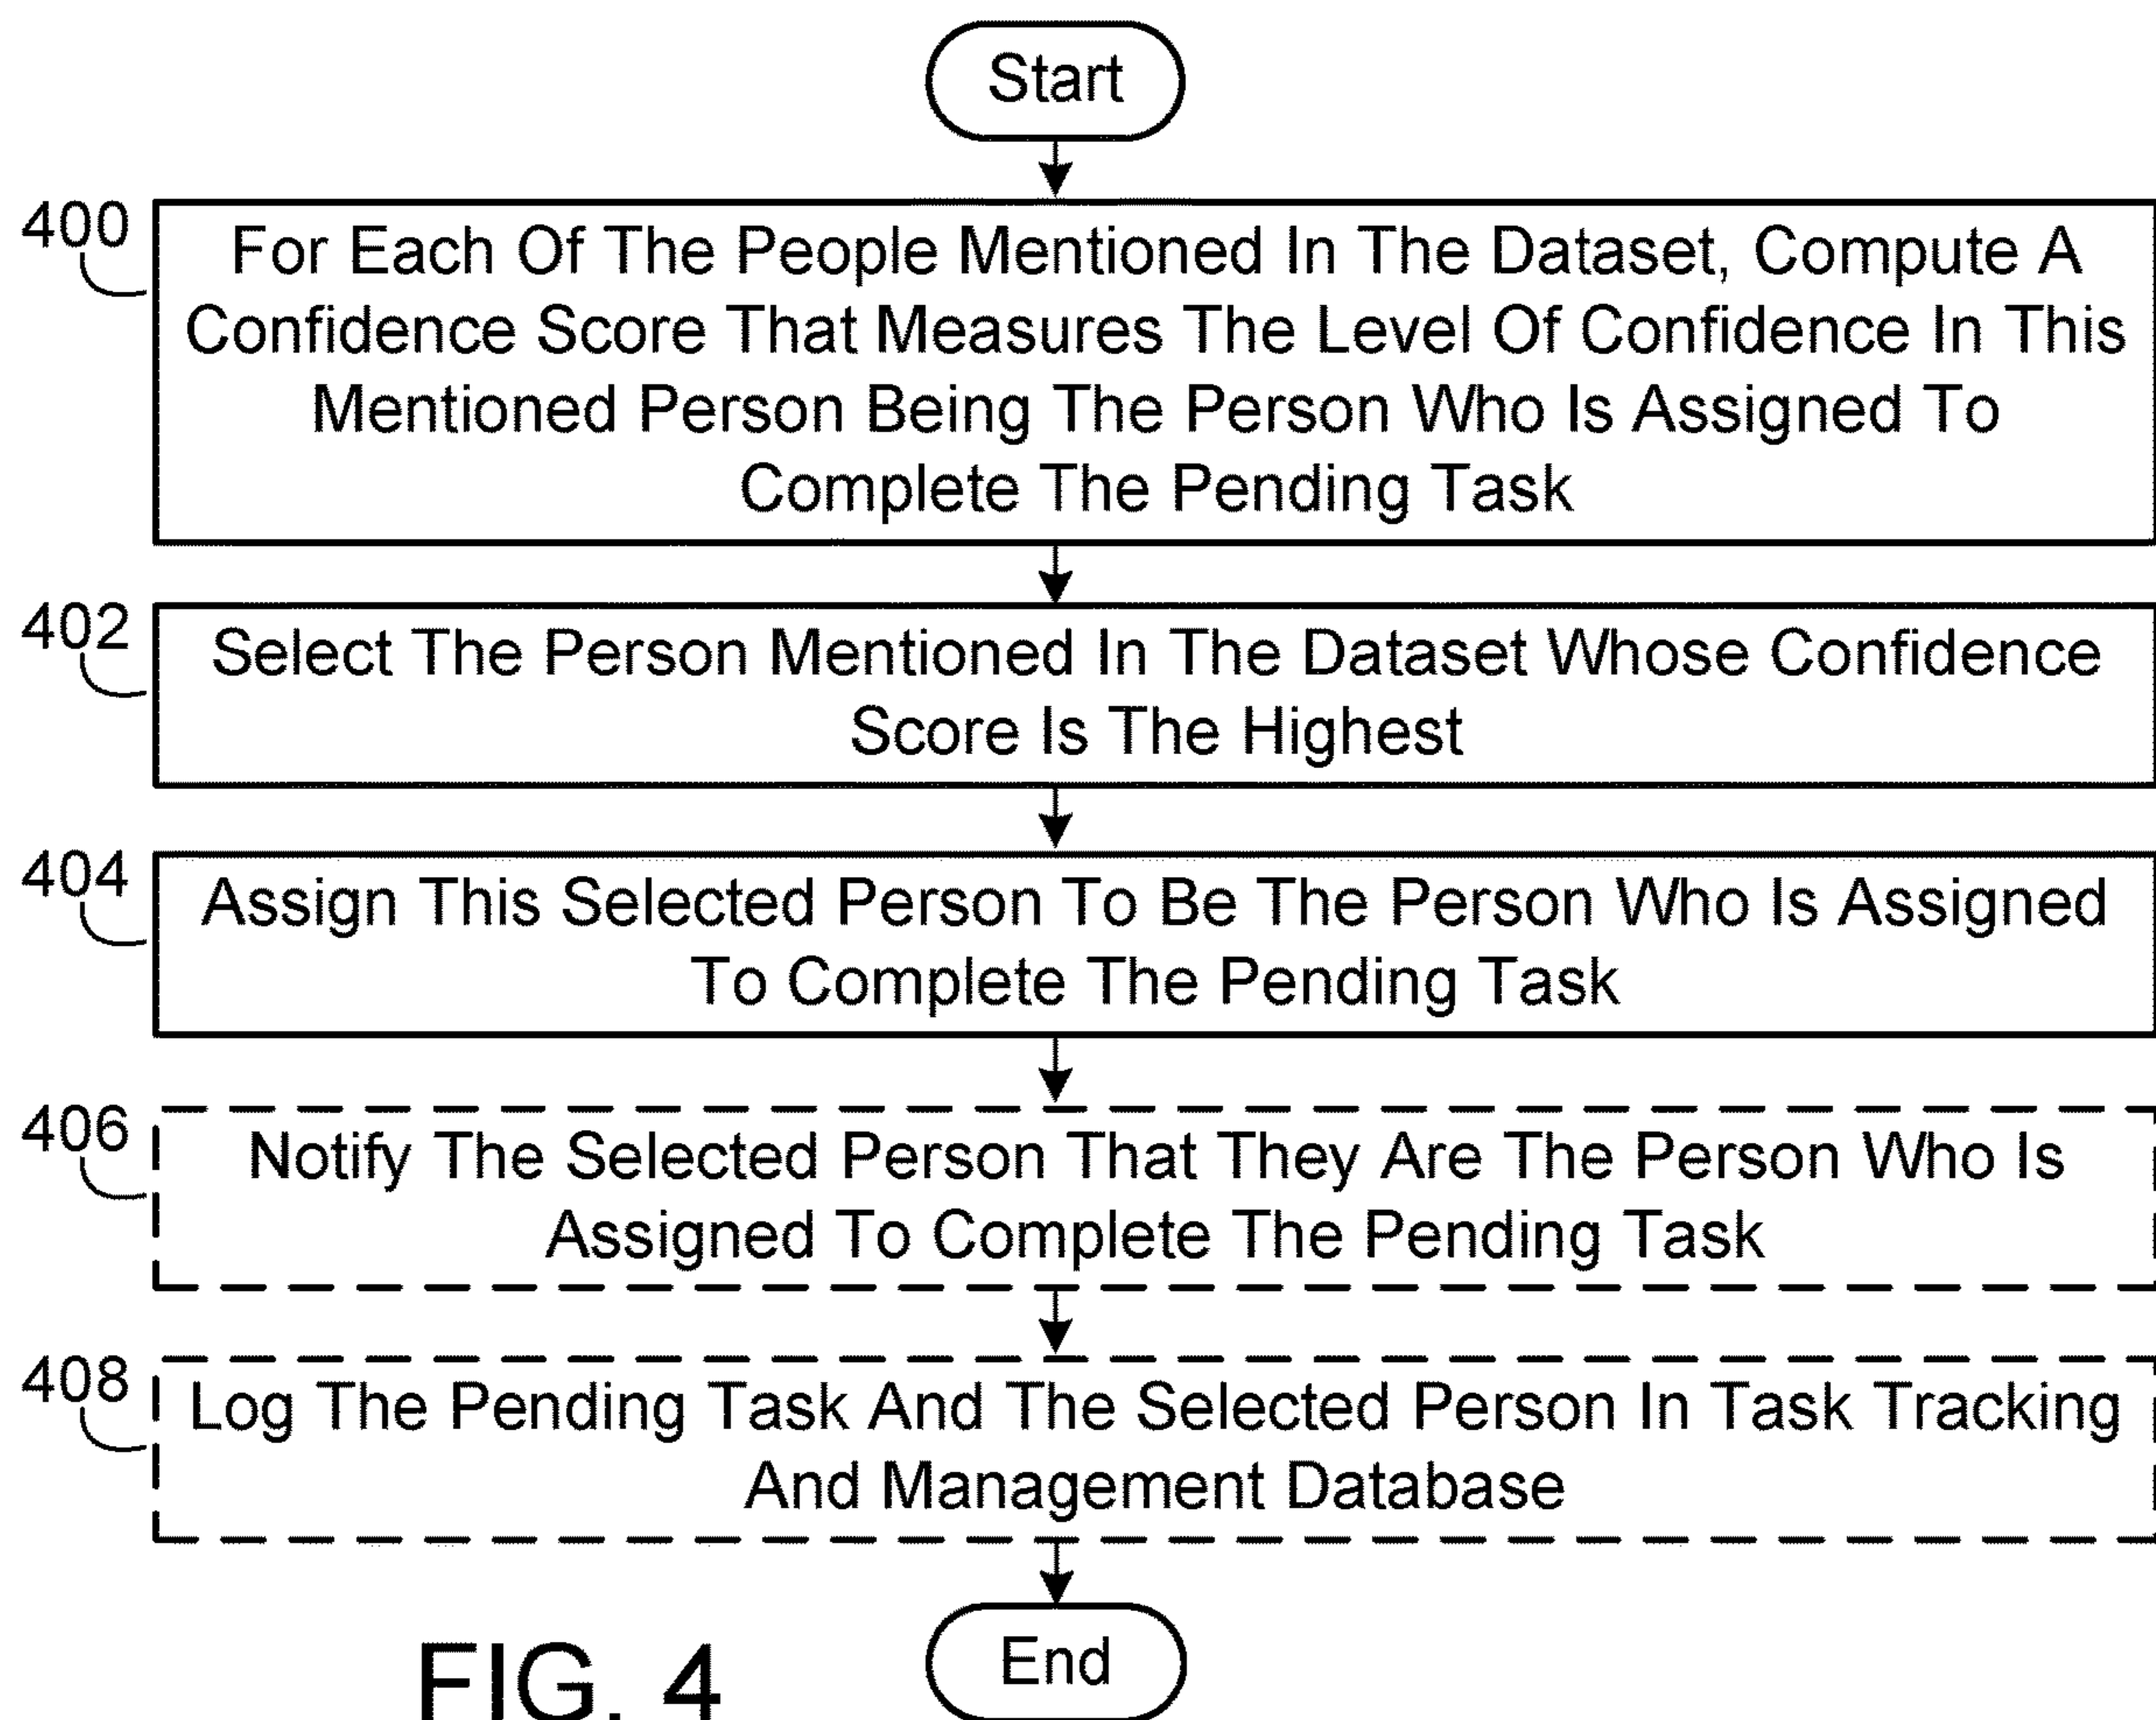 Start
400
For Each Of The People Mentioned In The Dataset, Compute A
Confidence Score That Measures The Level Of Confidence In This
Mentioned Person Being The Person Who Is Assigned To
Complete The Pending Task
402
Select The Person Mentioned In The Dataset Whose Confidence
Score Is The Highest
404
Assign This Selected Person To Be The Person Who Is Assigned
To Complete The Pending Task
406
Notify The Selected Person That They Are The Person Who Is
Assigned To Complete The Pending Task
408
Log The Pending Task And The Selected Person In Task Tracking
And Management Database
End
FIG. 4